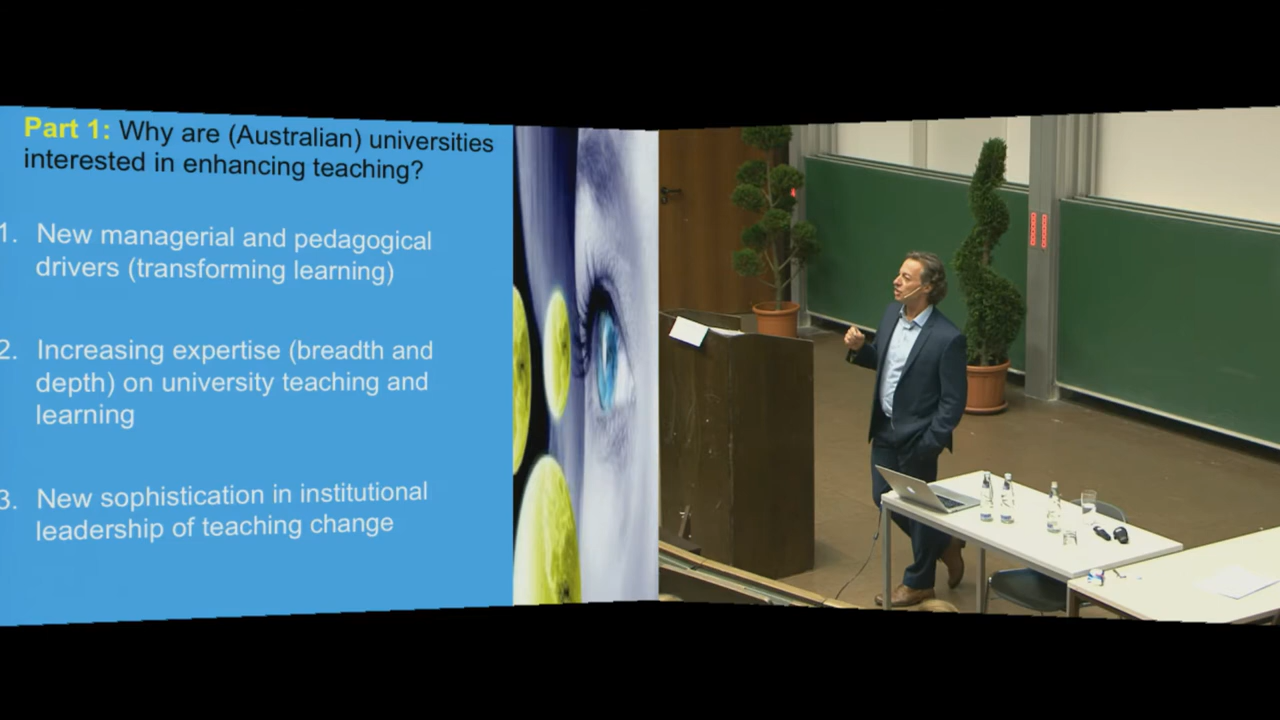 Part 1: Why are (Australian) universities
interested in enhancing teaching?
1. New managerial and pedagogical
drivers (transforming learning)
2. Increasing expertise (breadth and
depth) on university teaching and
learning
3. New sophistication in institutional
leadership of teaching change